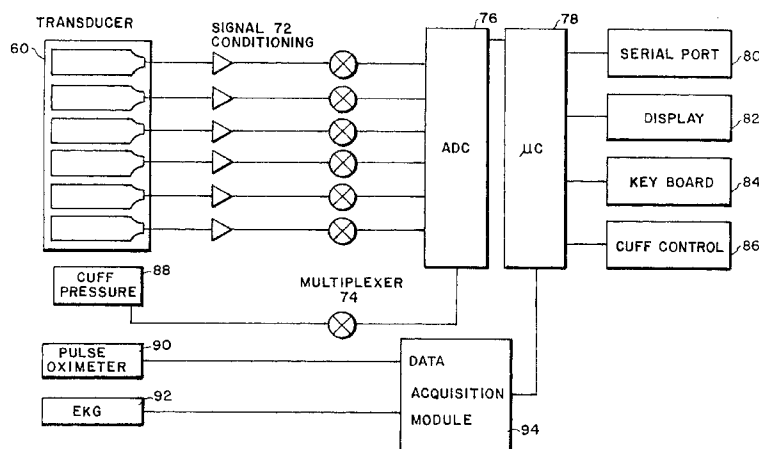 TRANSDUCER
60
SIGNAL 72
CONDITIONING
76
78
ADC
μC
SERIAL PORT
80
DISPLAY
82
KEY BOARD
84
CUFF CONTROL
86
CUFF
PRESSURE
88
MULTIPLEXER
74
PULSE
OXIMETER
90
EKG
92
DATA
ACQUISITION
MODULE
94